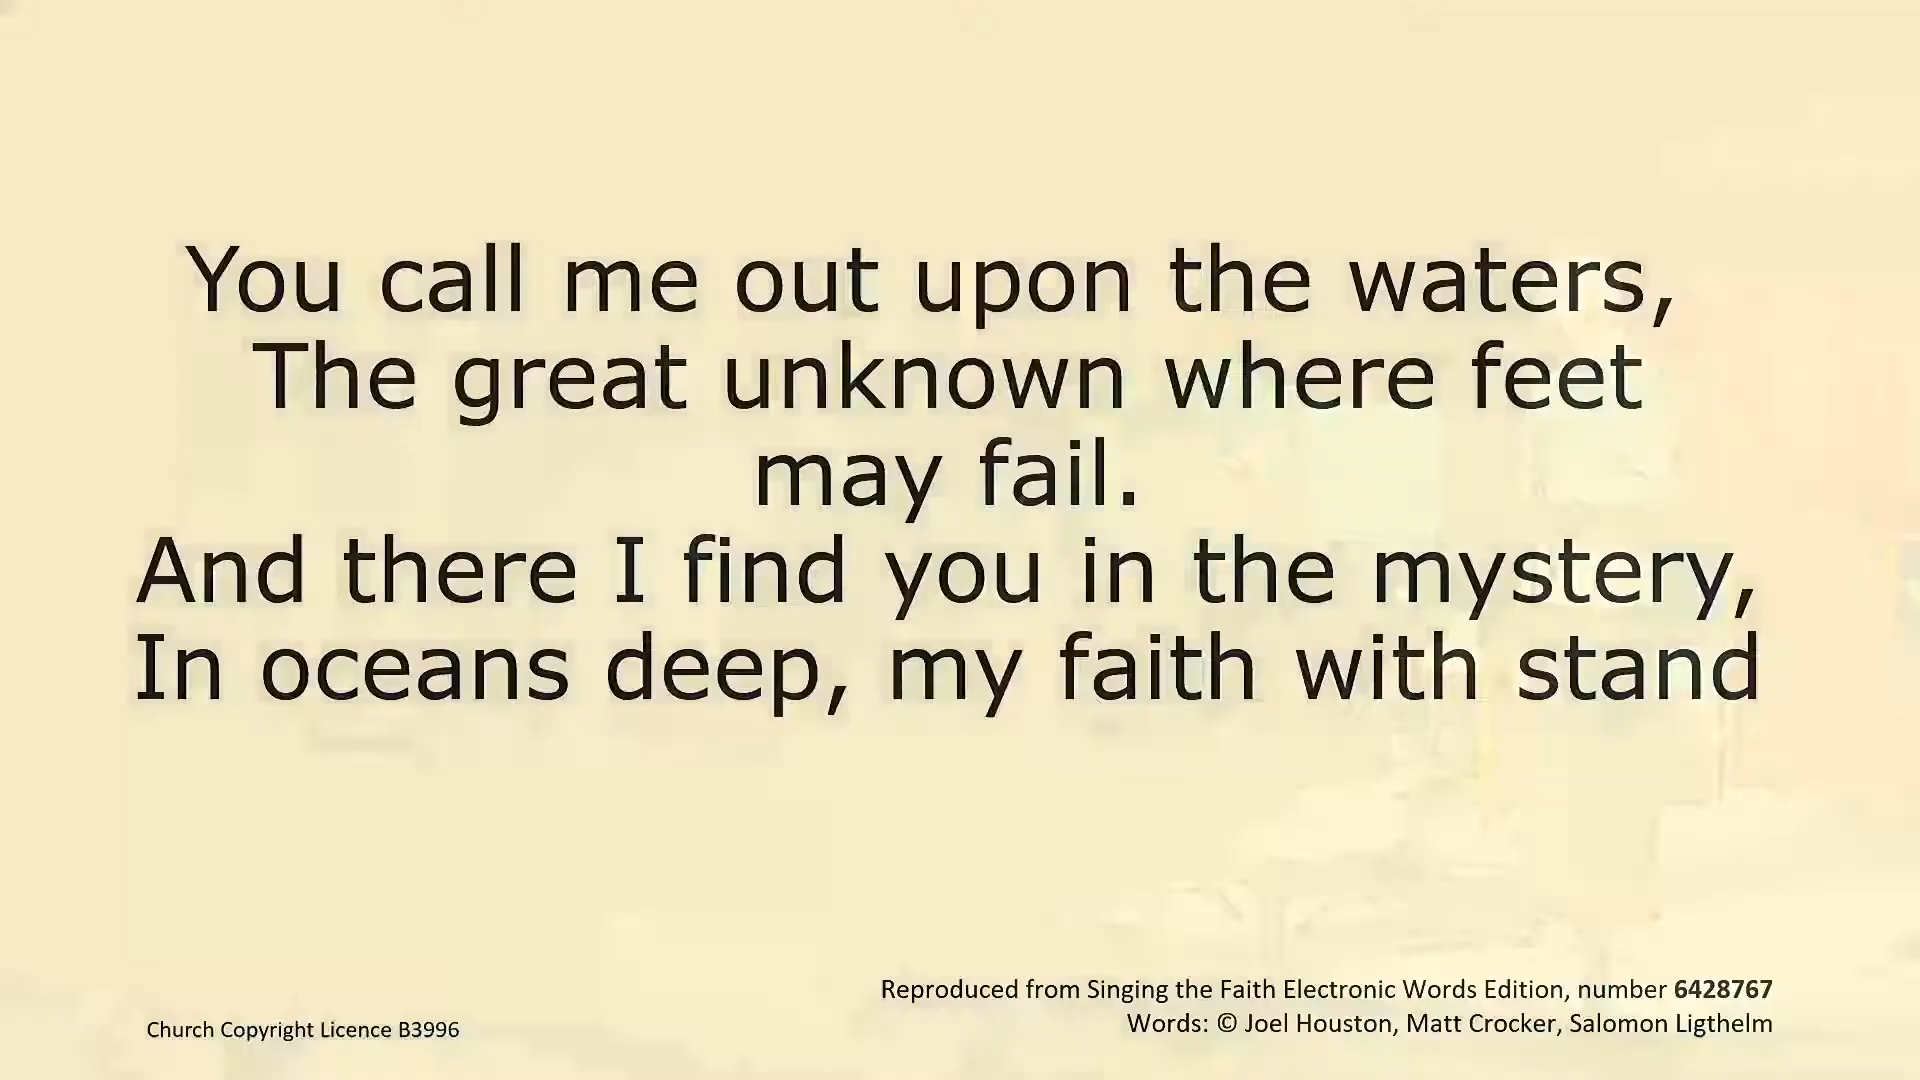 You call me out upon the waters,
The great unknown where feet
may fail.
And there I find you in the mystery,
In oceans deep, my faith with stand
Reproduced from Singing the Faith Electronic Words Edition, number 6428767
Words: © Joel Houston, Matt Crocker, Salomon Ligthelm
Church Copyright Licence B3996